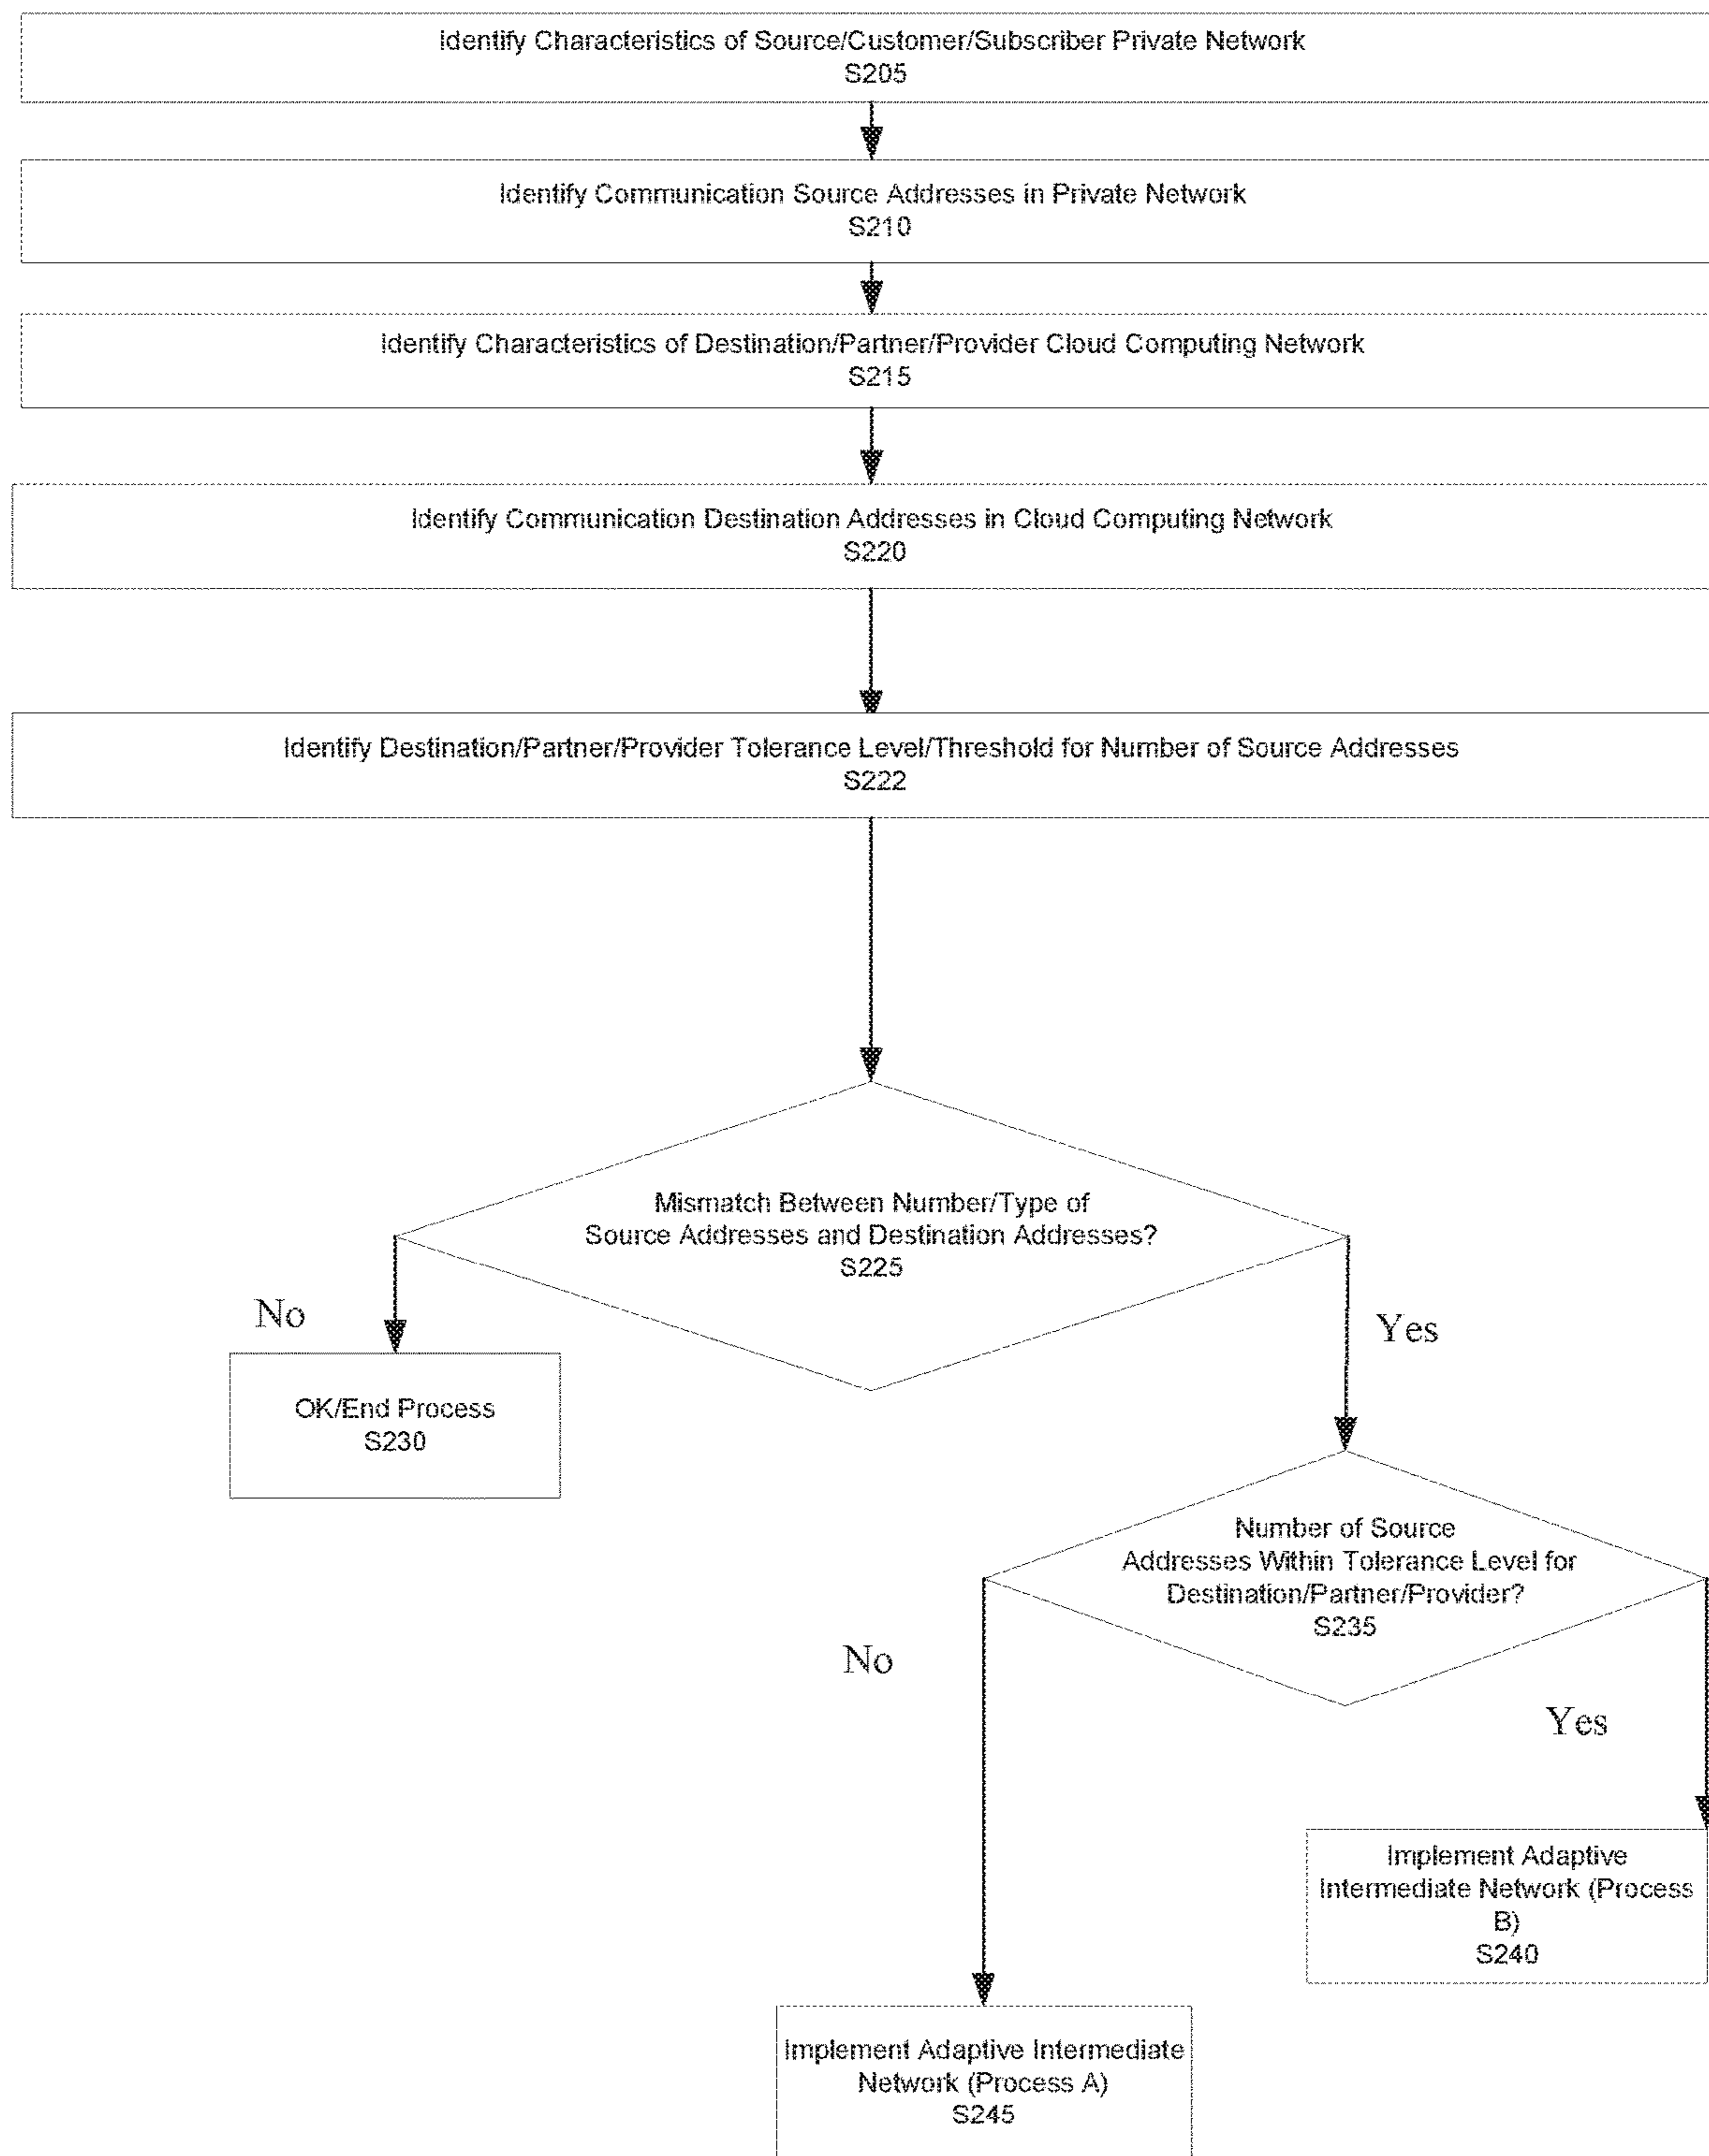 Identify Characteristics of Source/Customer/Subscriber Private Network
S205
Identify Communication Source Addresses in Private Network
S210
Identify Characteristics of Destination/Partner/Provider Cloud Computing Network
S215
Identify Communication Destination Addresses in Cloud Computing Network
S220
Identify Destination/Partner/Provider Tolerance Level/Threshold for Number of Source Addresses
S222
Mismatch Between Number/Type of
Source Addresses and Destination Addresses?
S225
No
Yes
OK/End Process
S230
Number of Source
Addresses Within Tolerance Level for
Destination/Partner/Provider?
S235
No
Yes
Implement Adaptive
Intermediate Network (Process
B)
S240
Implement Adaptive Intermediate
Network (Process A)
S245